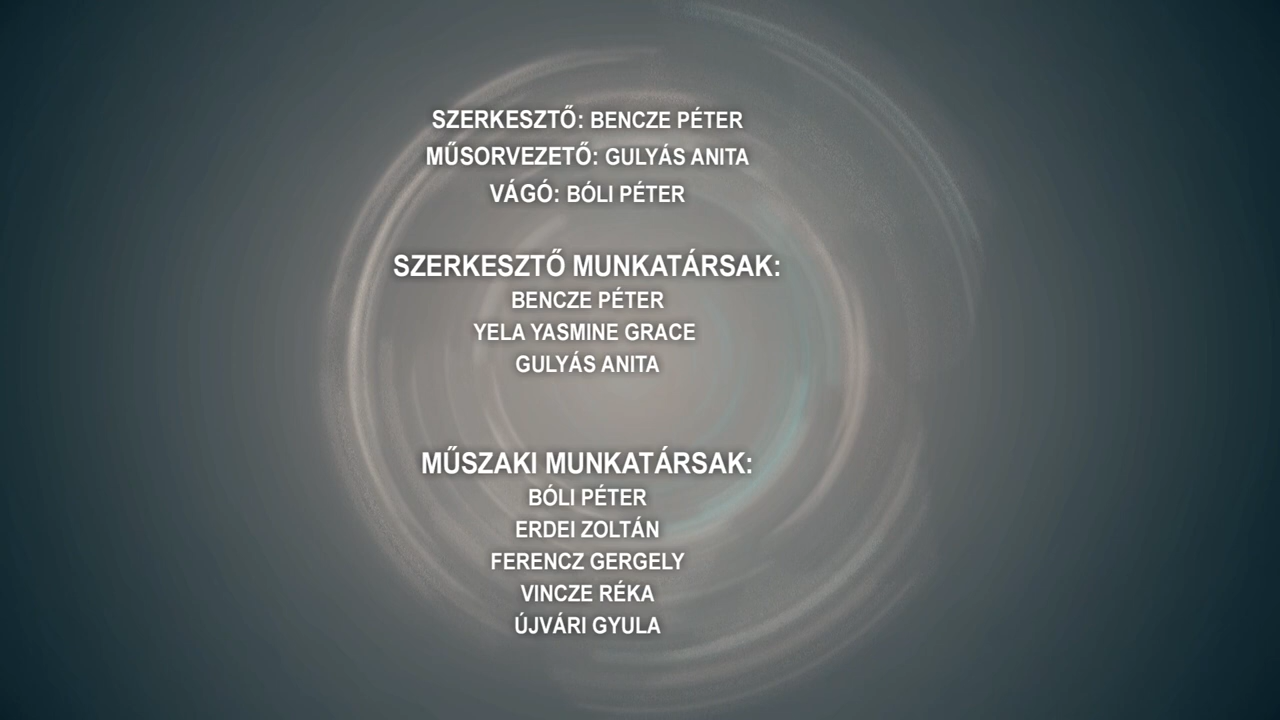 SZERKESZTŐ: BENCZE PÉTER
MŰSORVEZETŐ: GULYÁS ANITA
VÁGÓ: BÓLI PÉTER
SZERKESZTŐ MUNKATÁRSAK:
BENCZE PÉTER
YELA YASMINE GRACE
GULYÁS ANITA
MŰSZAKI MUNKATÁRSAK:
BÓLI PÉTER
ERDEI ZOLTÁN
FERENCZ GERGELY
VINCZE RÉKA
ÚJVÁRI GYULA